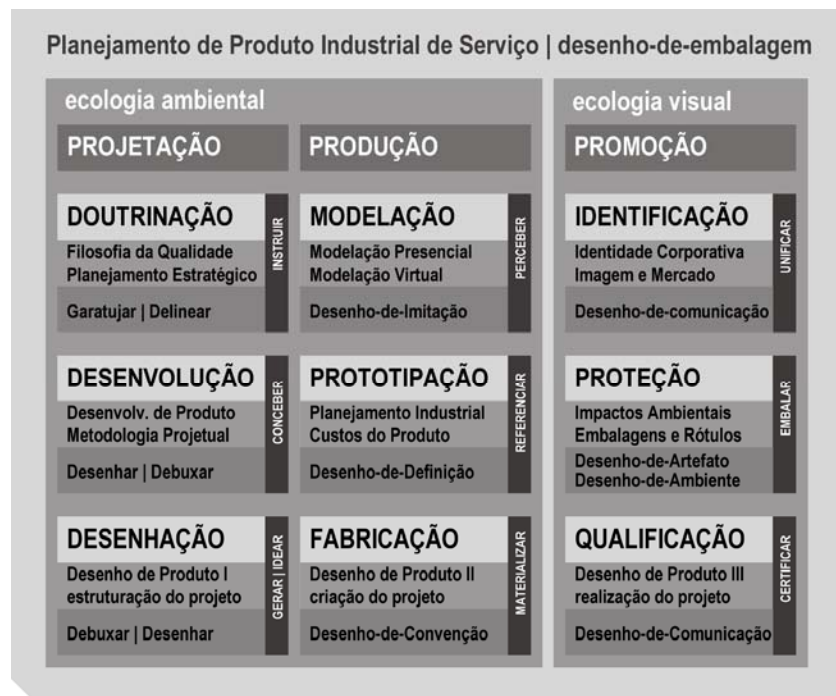 Planejamento de Produto Industrial de Serviço | desenho-de-embalagem
ecologia ambiental
PROJETAÇÃO
PRODUÇÃO
DOUTRINAÇÃO
Filosofia da Qualidade
Planejamento Estratégico
Garatujar | Delinear
INSTRUIR
MODELAÇÃO
Modelação Presencial
Modelação Virtual
Desenho-de-Imitação
PERCEBER
DESENVOLUÇÃO
Desenvolv. de Produto
Metodologia Projetual
Desenhar | Debuxar
CONCEBER
PROTOTIPAÇÃO
Planejamento Industrial
Custos do Produto
Desenho-de-Definição
REFERENCIAR
DESENHAÇÃO
Desenho de Produto I
estruturação do projeto
Debuxar | Desenhar
GERAR | IDEAR
FABRICAÇÃO
Desenho de Produto II
criação do projeto
Desenho-de-Convenção
MATERIALIZAR
ecologia visual
PROMOÇÃO
IDENTIFICAÇÃO
Identidade Corporativa
Imagem e Mercado
Desenho-de-comunicação
UNIFICAR
PROTEÇÃO
Impactos Ambientais
Embalagens e Rótulos
Desenho-de-Artefato
Desenho-de-Ambiente
EMBALAR
QUALIFICAÇÃO
Desenho de Produto III
realização do projeto
Desenho-de-Comunicação
CERTIFICAR